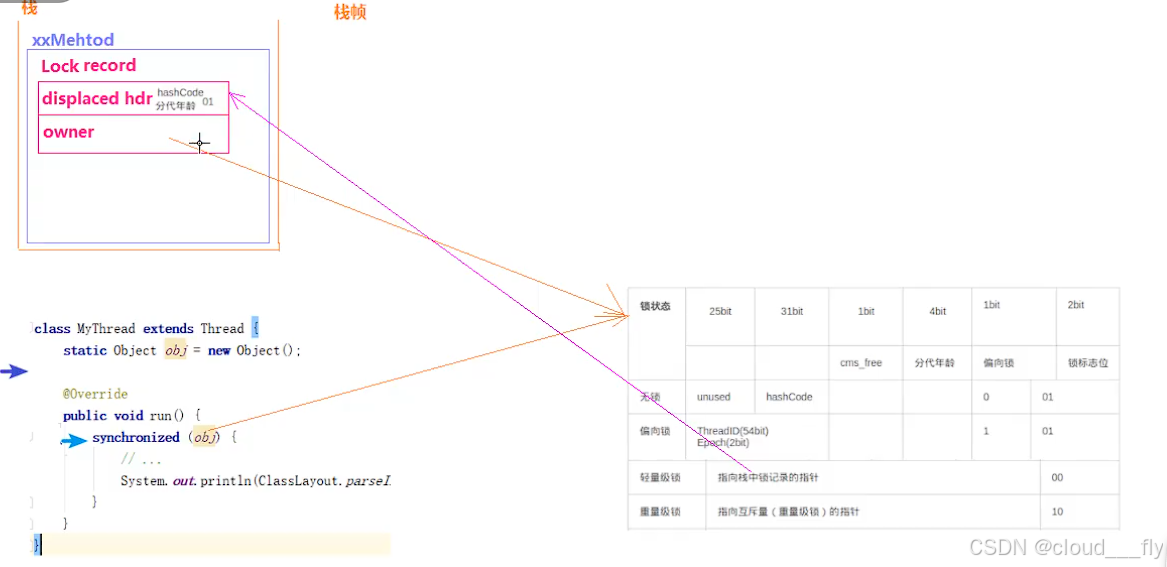 栈
栈帧
xxMehtod
Lock record
displaced hdr hashCode
分代年龄 01
owner
class MyThread extends Thread {
static Object obj = new Object();
@Override
public void run() {
synchronized (obj) {
// ...
System.out.println(ClassLayout.parseI
}
}
}
锁状态 25bit 31bit 1bit 4bit 1bit 2bit
cms_free 分代年龄 偏向锁 锁标志位
无锁 unused hashCode 0 01
偏向锁 ThreadID(54bit) 1 01
Epoch(2bit)
轻量级锁 指向栈中锁记录的指针 00
重量级锁 指向互斥量（重量级锁）的指针 10
CSDN @cloud___fly